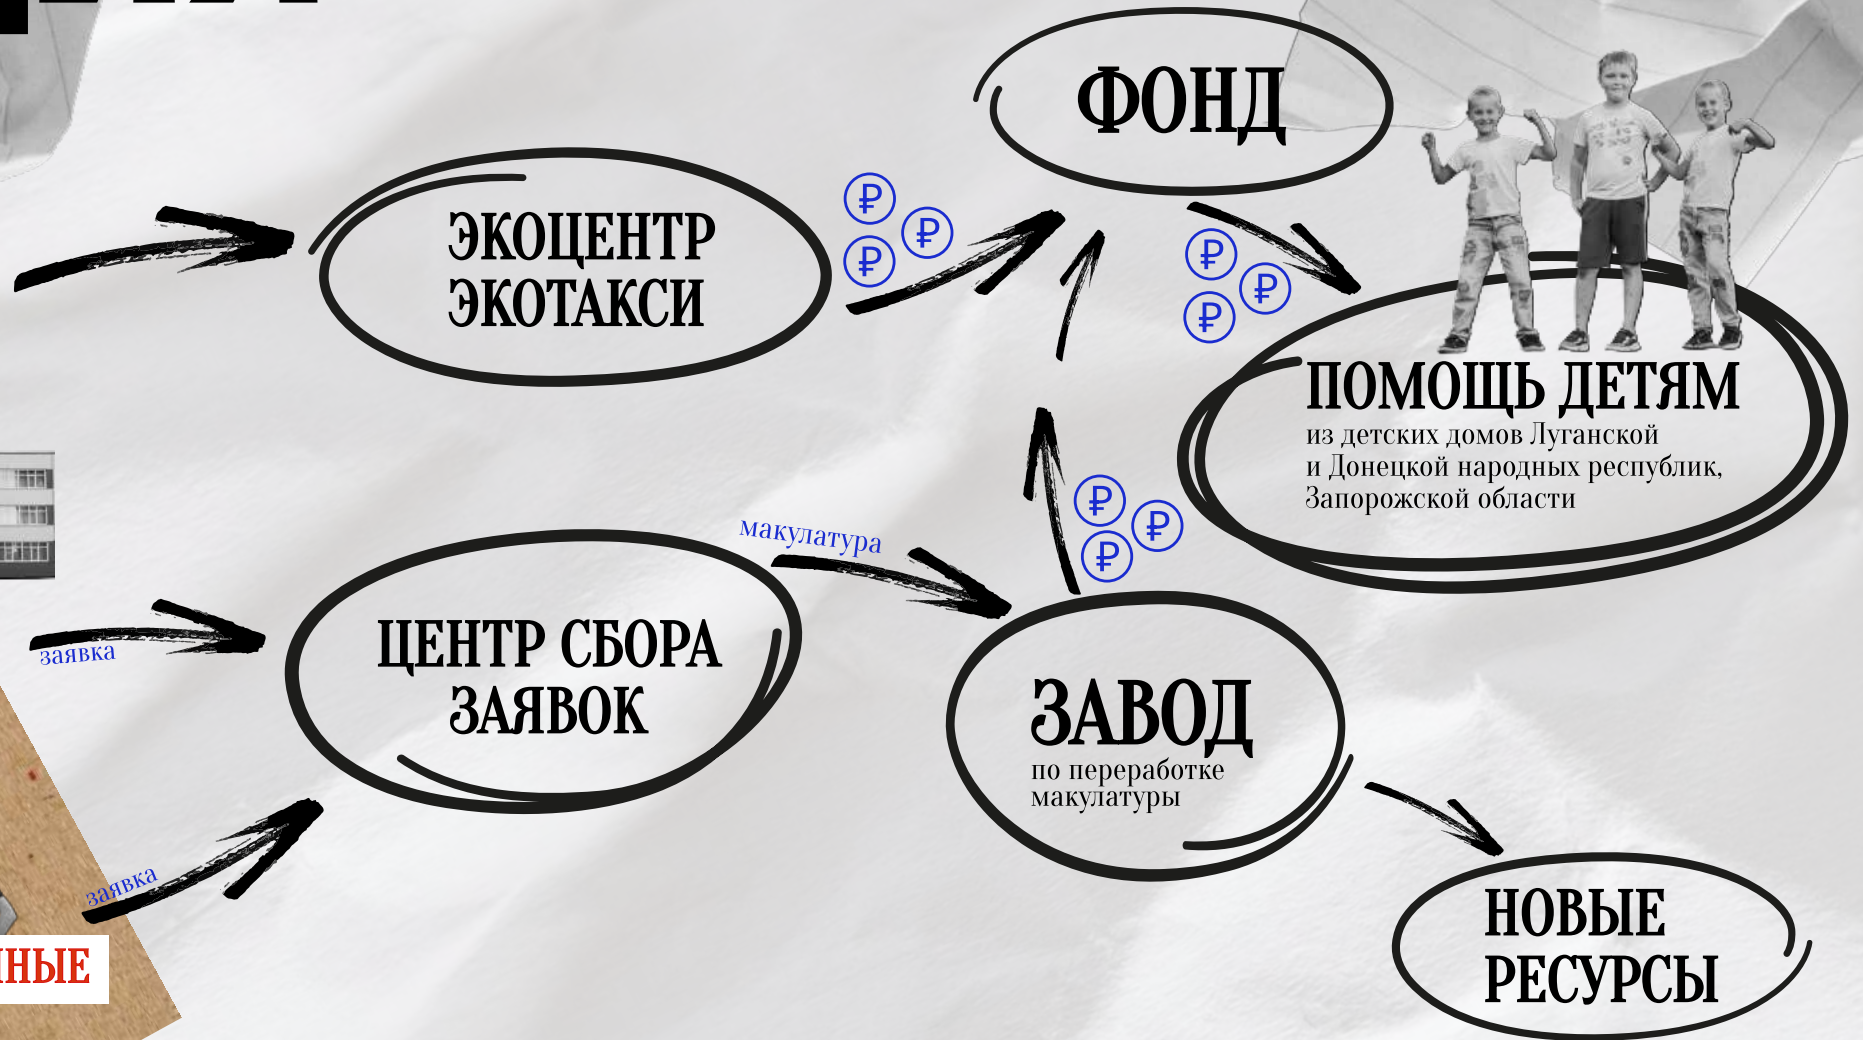 ФОНД
ЭКОЦЕНТР
ЭКОТАКСИ
₽
₽
₽
₽
₽
₽
ПОМОЩЬ ДЕТЯМ
из детских домов Луганской
и Донецкой народных республик,
Запорожской области
₽
₽
₽
макулатура
заявка
ЦЕНТР СБОРА
ЗАЯВОК
ЗАВОД
по переработке
макулатуры
заявка
НОВЫЕ
РЕСУРСЫ
ННЫЕ